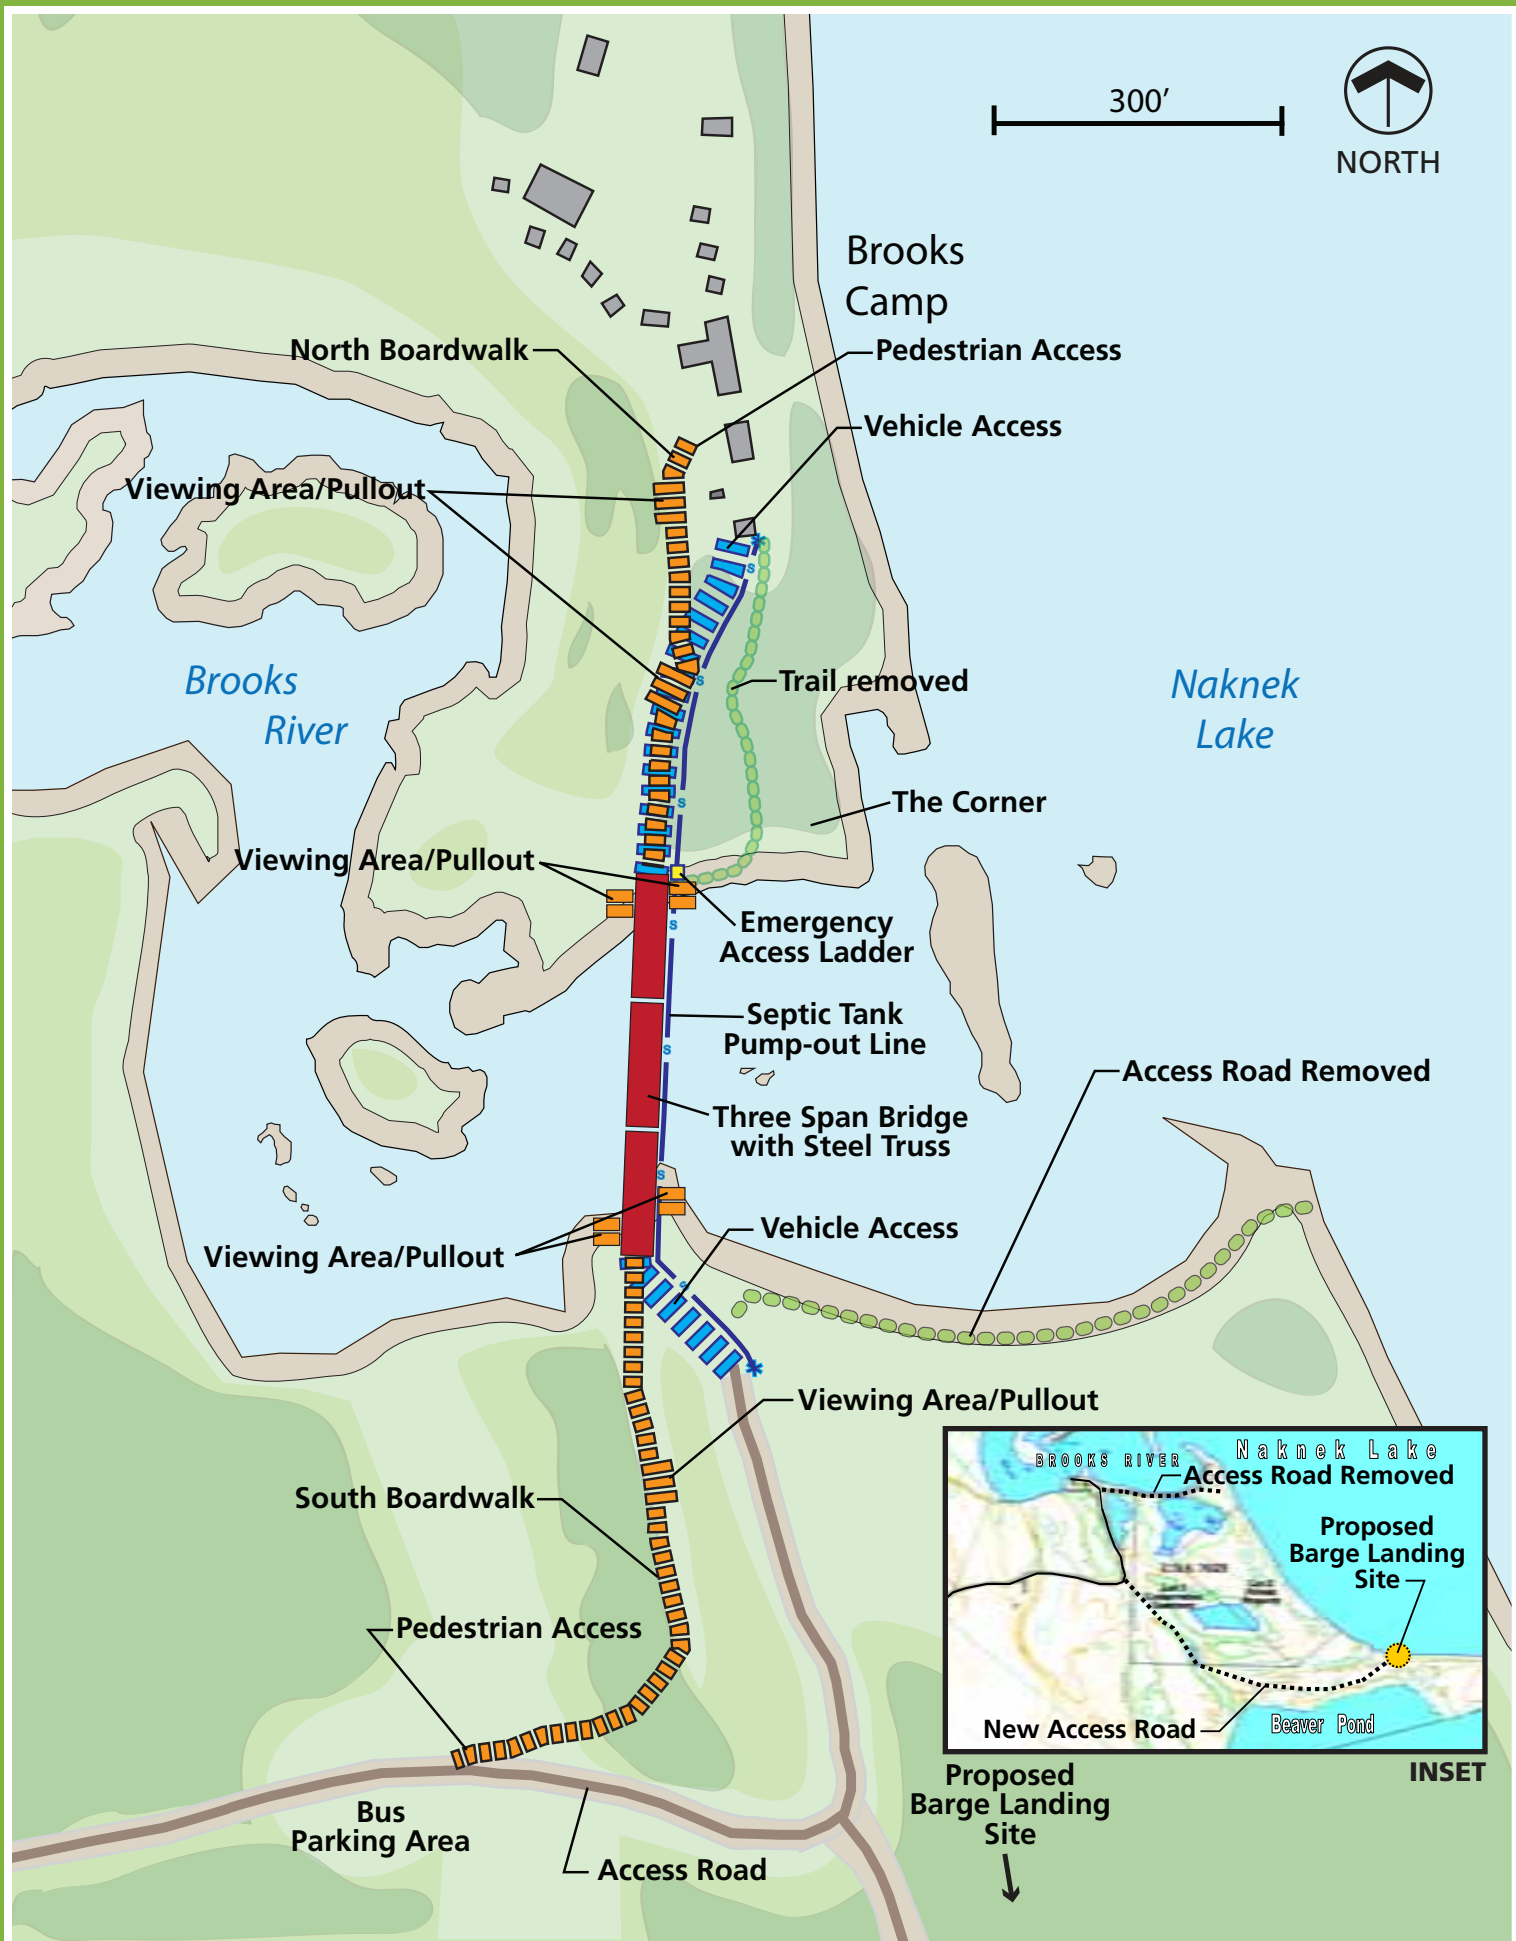 300’
NORTH
Brooks
Camp
North Boardwalk
Pedestrian Access
Vehicle Access
Viewing Area/Pullout
Brooks
River
Trail removed
Naknek
Lake
The Corner
Viewing Area/Pullout
Emergency
Access Ladder
Septic Tank
Pump-out Line
Access Road Removed
Three Span Bridge
with Steel Truss
Vehicle Access
Viewing Area/Pullout
Viewing Area/Pullout
South Boardwalk
Pedestrian Access
Bus
Parking Area
Access Road
BROOKS RIVER
Naknek Lake
Access Road Removed
Proposed
Barge Landing
Site
New Access Road
Beaver Pond
INSET
Proposed
Barge Landing
Site
s
s
s
s
s
s
s